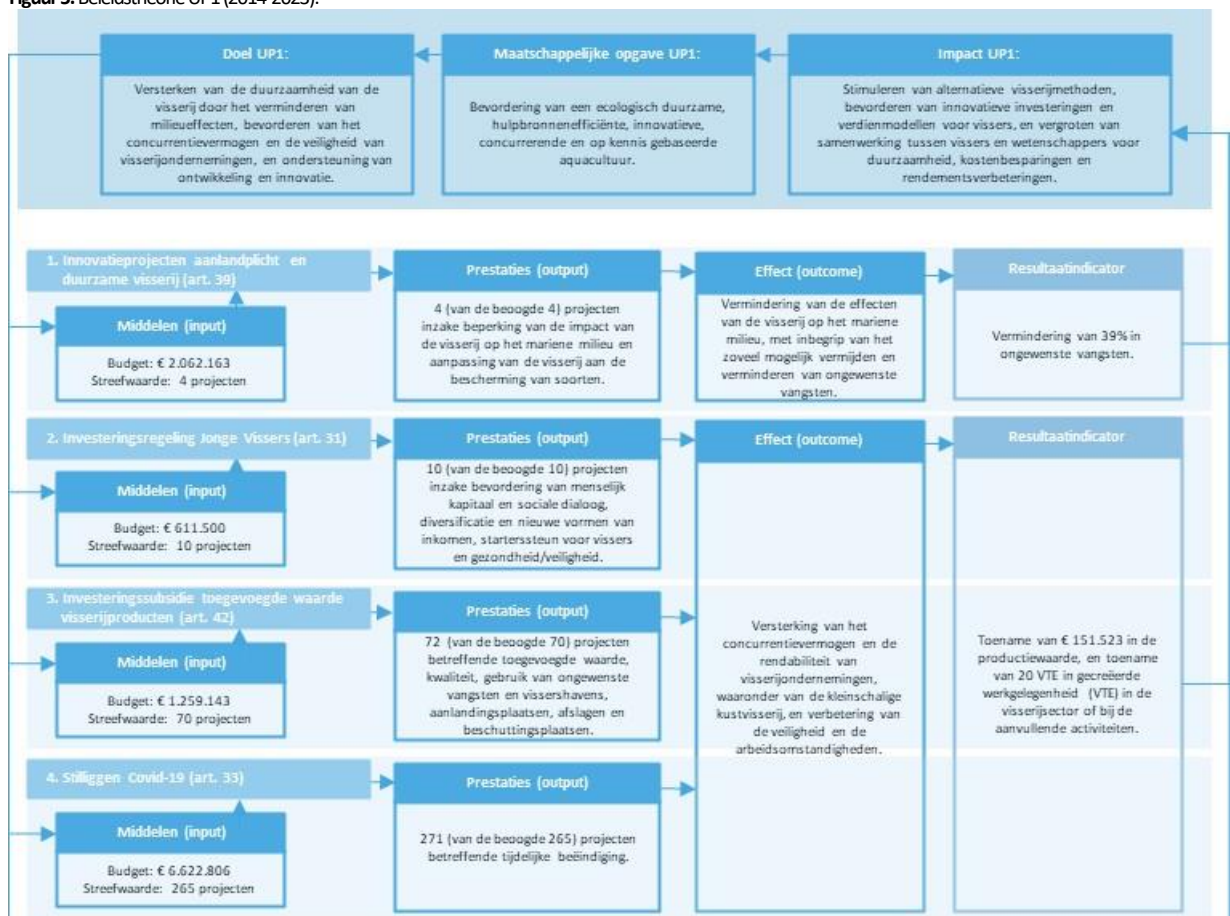 Figuur 3. Beleidstheorie UP1 (2014-2023).
Doel UP1:
Versterken van de duurzaamheid van de
visserij door het verminderen van
milieueffecten, bevorderen van het
concurrentievermogen en de veiligheid van
visserijondernemingen, en ondersteuning van
ontwikkeling en innovatie.
Maatschappelijke opgave UP1:
Bevordering van een ecologisch duurzame,
hulpbronnenefficiënte, innovatieve,
concurrerende en op kennis gebaseerde
aquacultuur.
Impact UP1:
Stimuleren van alternatieve visserijmethoden,
bevorderen van innovatieve investeringen en
verdienmodellen voor vissers, en vergroten van
samenwerking tussen vissers en wetenschappers voor
duurzaamheid, kostenbesparingen en
rendementsverbeteringen.
1. Innovatieprojecten aanlandplicht en
duurzame visserij (art. 39)
Middelen (input)
Budget: € 2.062.163
Streefwaarde: 4 projecten
Prestaties (output)
4 (van de beoogde 4) projecten
inzake beperking van de impact van
de visserij op het mariene milieu en
aanpassing van de visserij aan de
bescherming van soorten.
Effect (outcome)
Vermindering van de effecten
van de visserij op het mariene
milieu, met inbegrip van het
zoveel mogelijk vermijden en
verminderen van ongewenste
vangsten.
Resultaatindicator
Vermindering van 39% in
ongewenste vangsten.
2. Investeringsregeling Jonge Vissers (art. 31)
Middelen (input)
Budget: € 611.500
Streefwaarde: 10 projecten
Prestaties (output)
10 (van de beoogde 10) projecten
inzake bevordering van menselijk
kapitaal en sociale dialoog,
diversificatie en nieuwe vormen van
inkomen, starterssteun voor vissers
en gezondheid/veiligheid.
Effect (outcome)
Versterking van het
concurrentievermogen en de
rendabiliteit van
visserijondernemingen,
waaronder van de kleinschalige
kustvisserij, en verbetering van
de veiligheid en de
arbeidsomstandigheden.
Resultaatindicator
Toename van € 151.523 in de
productiewaarde, en toename
van 20 VTE in gecreëerde
werkgelegenheid (VTE) in de
visserijsector of bij de
aanvullende activiteiten.
3. Investeringssubsidie toegevoegde waarde
visserijproducten (art. 42)
Middelen (input)
Budget: € 1.259.143
Streefwaarde: 70 projecten
Prestaties (output)
72 (van de beoogde 70) projecten
betreffende toegevoegde waarde,
kwaliteit, gebruik van ongewenste
vangsten en vissershavens,
aanlandingsplaatsen, afslagen en
beschuttingsplaatsen.
4. Stilliggen Covid-19 (art. 33)
Middelen (input)
Budget: € 6.622.806
Streefwaarde: 265 projecten
Prestaties (output)
271 (van de beoogde 265) projecten
betreffende tijdelijke beëindiging.